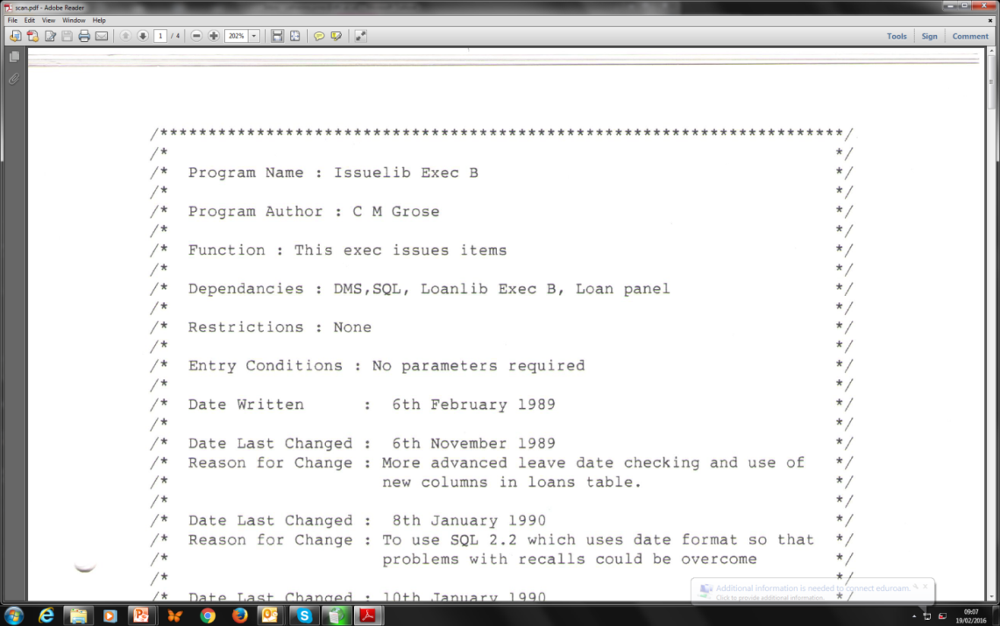 scan.pdf - Adobe Reader
File Edit View Window Help
1 / 4 202% Tools Sign Comment
/***********************************************************************/
/* */
/* Program Name : Issuelib Exec B */
/* */
/* Program Author : C M Grose */
/* */
/* Function : This exec issues items */
/* */
/* Dependancies : DMS,SQL, Loanlib Exec B, Loan panel */
/* */
/* Restrictions : None */
/* */
/* Entry Conditions : No parameters required */
/* */
/* Date Written : 6th February 1989 */
/* */
/* Date Last Changed : 6th November 1989 */
/* Reason for Change : More advanced leave date checking and use of */
/* new columns in loans table. */
/* */
/* Date Last Changed : 8th January 1990 */
/* Reason for Change : To use SQL 2.2 which uses date format so that */
/* problems with recalls could be overcome */
/* */
/* Date Last Changed : 10th January 1990
Additional information is needed to connect eduroam.
Click to provide additional information.
09:07
19/02/2016